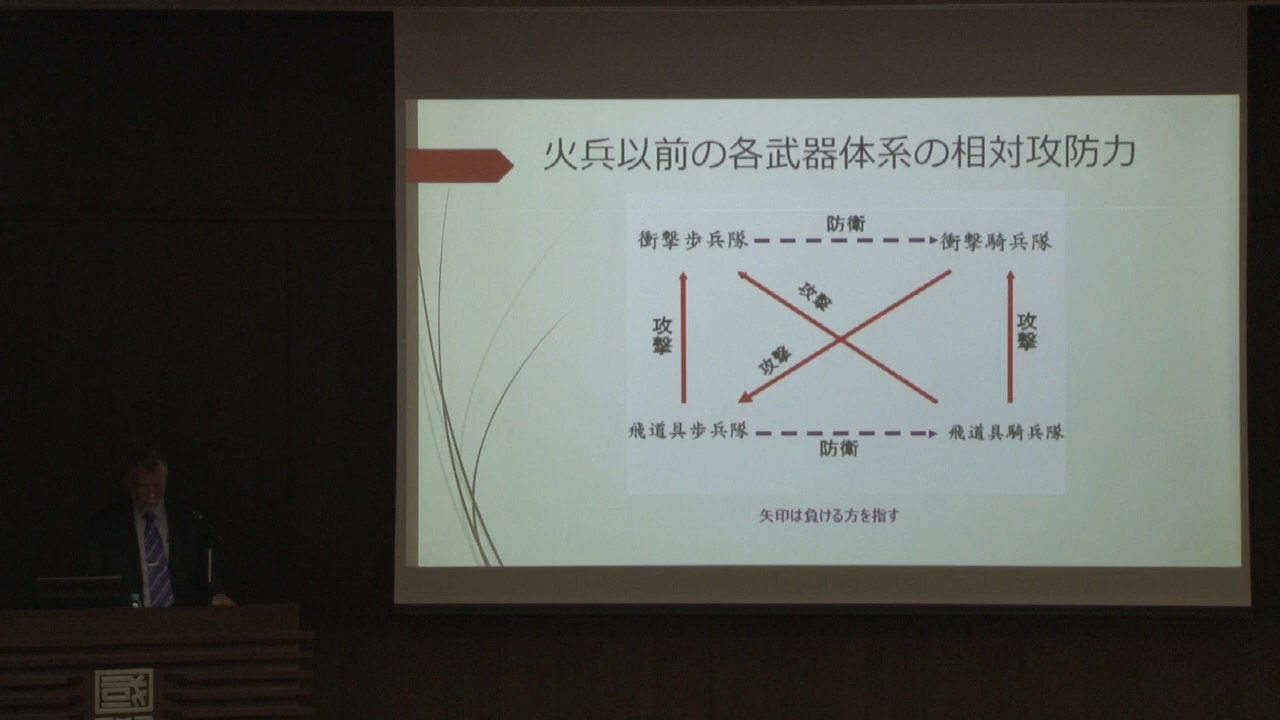 火兵以前の各武器体系の相対攻防力
防衛
衝撃歩兵隊
衝撃騎兵隊
攻撃
攻撃
攻撃
攻撃
飛道具歩兵隊
飛道具騎兵隊
防衛
矢印は負ける方を指す